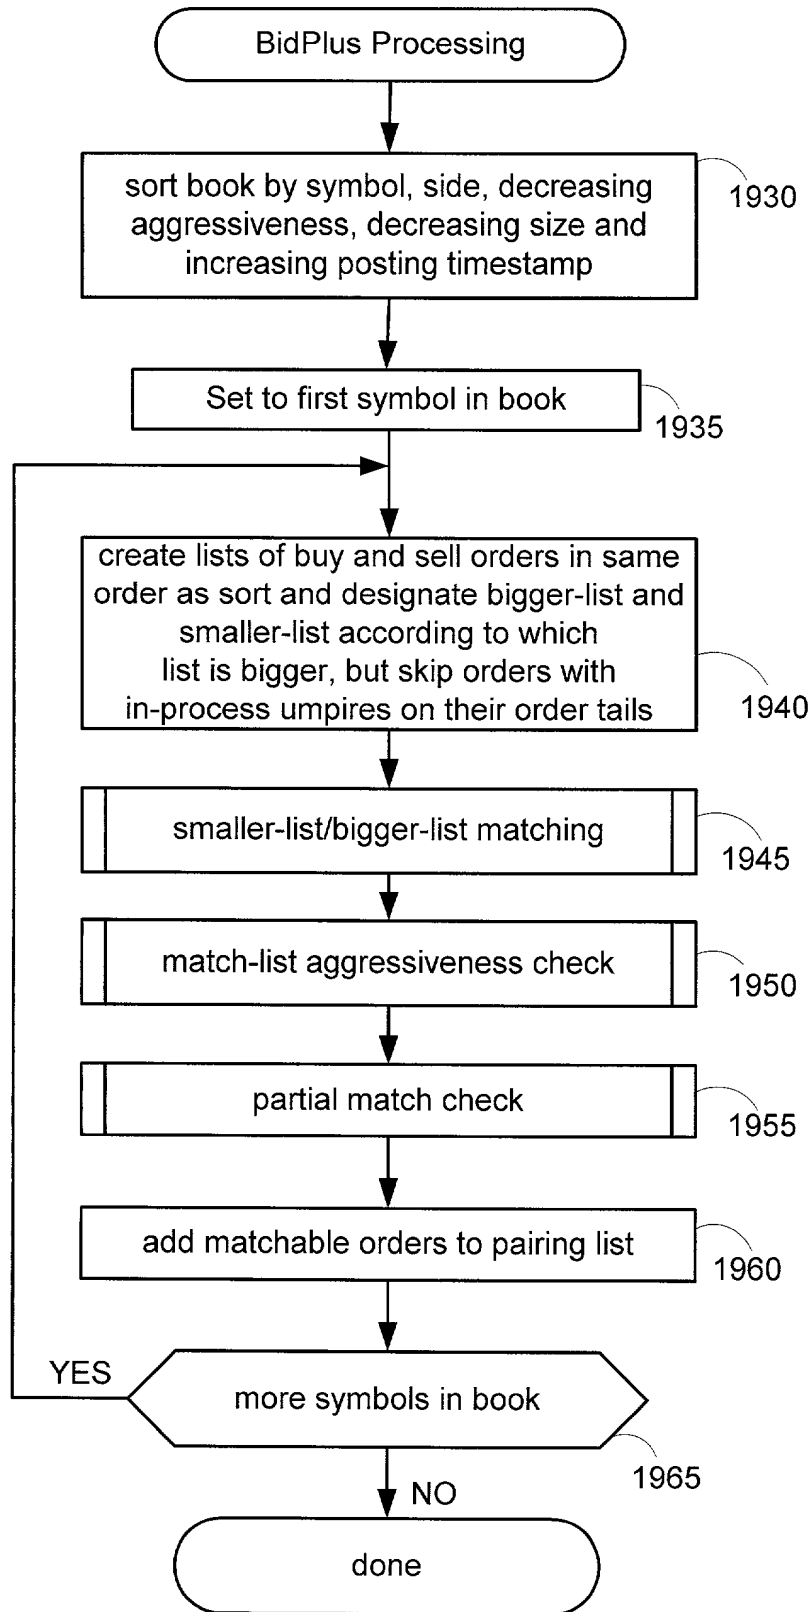 BidPlus Processing
sort book by symbol, side, decreasing
aggressiveness, decreasing size and
increasing posting timestamp
1930
Set to first symbol in book
1935
create lists of buy and sell orders in same
order as sort and designate bigger-list and
smaller-list according to which
list is bigger, but skip orders with
in-process umpires on their order tails
1940
smaller-list/bigger-list matching
1945
match-list aggressiveness check
1950
partial match check
1955
add matchable orders to pairing list
1960
YES
more symbols in book
1965
NO
done